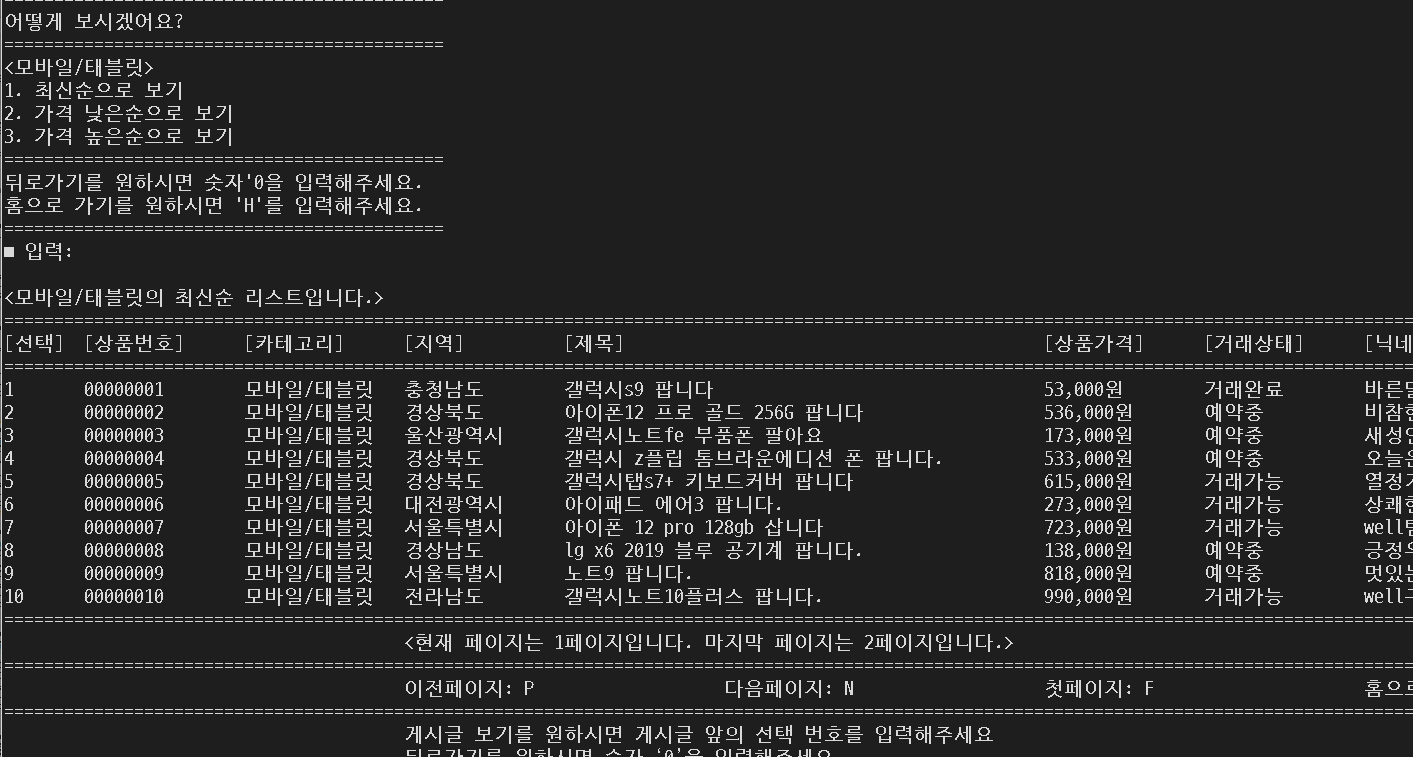 ===========================================
어떻게 보시겠어요?
===========================================
<모바일/태블릿>
1. 최신순으로 보기
2. 가격 낮은순으로 보기
3. 가격 높은순으로 보기
===========================================
뒤로가기를 원하시면 숫자'0을 입력해주세요.
홈으로 가기를 원하시면 'H'를 입력해주세요.
===========================================
■ 입력:
<모바일/태블릿의 최신순 리스트입니다.>
[선택] [상품번호] [카테고리] [지역] [제목] [상품가격] [거래상태] [닉네
1 00000001 모바일/태블릿 충청남도 갤럭시s9 팝니다 53,000원 거래완료 바른
2 00000002 모바일/태블릿 경상북도 아이폰12 프로 골드 256G 팝니다 536,000원 예약중 비참한
3 00000003 모바일/태블릿 울산광역시 갤럭시노트fe 부품폰 팔아요 173,000원 예약중 새성인
4 00000004 모바일/태블릿 경상북도 갤럭시 z플립 톰브라운에디션 폰 팝니다. 533,000원 예약중 오늘은
5 00000005 모바일/태블릿 경상북도 갤럭시탭s7+ 키보드커버 팝니다 615,000원 거래가능 열정
6 00000006 모바일/태블릿 대전광역시 아이패드 에어3 팝니다. 273,000원 거래가능 상쾌한
7 00000007 모바일/태블릿 서울특별시 아이폰 12 pro 128gb 삽니다 723,000원 거래가능 well
8 00000008 모바일/태블릿 경상남도 lg x6 2019 블루 공기계 팝니다. 138,000원 예약중 긍정
9 00000009 모바일/태블릿 서울특별시 노트9 팝니다. 818,000원 예약중 멋있는
10 00000010 모바일/태블릿 전라남도 갤럭시노트10플러스 팝니다. 990,000원 거래가능 well
<현재 페이지는 1페이지입니다. 마지막 페이지는 2페이지입니다.>
이전페이지: P 다음페이지: N 첫페이지: F 홈으로
게시글 보기를 원하시면 게시글 앞의 선택 번호를 입력해주세요
뒤로가기를 원하시면 숫자 '0'을 입력해주세요